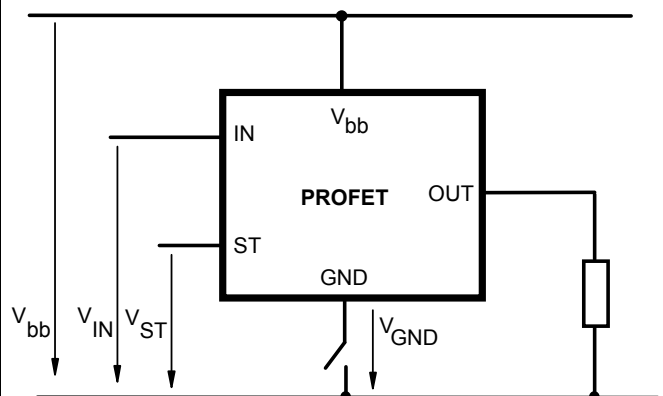 Vbb
IN
PROFET
OUT
ST
GND
Vbb
VIN
VST
VGND